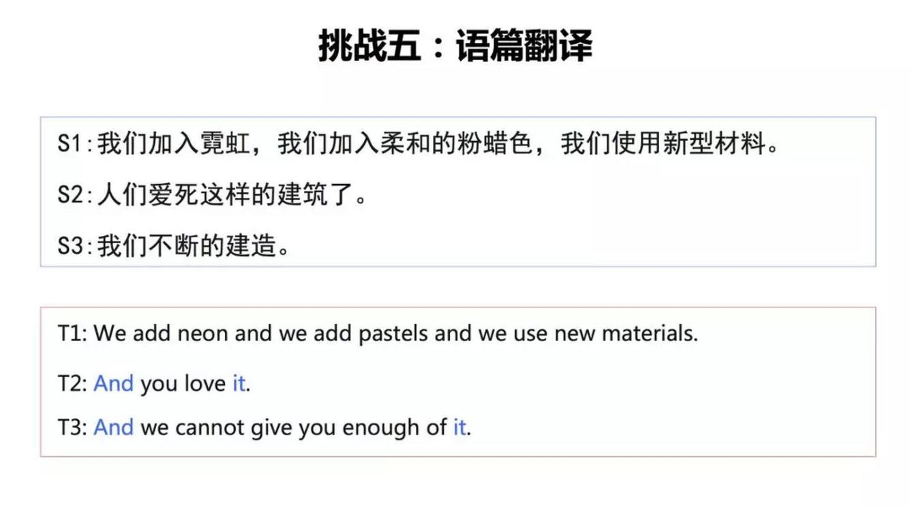 挑战五：语篇翻译
S1:我们加入霓虹，我们加入柔和的粉蜡色，我们使用新型材料。
S2:人们爱死这样的建筑了。
S3:我们不断的建造。
T1: We add neon and we add pastels and we use new materials.
T2: And you love it.
T3: And we cannot give you enough of it.